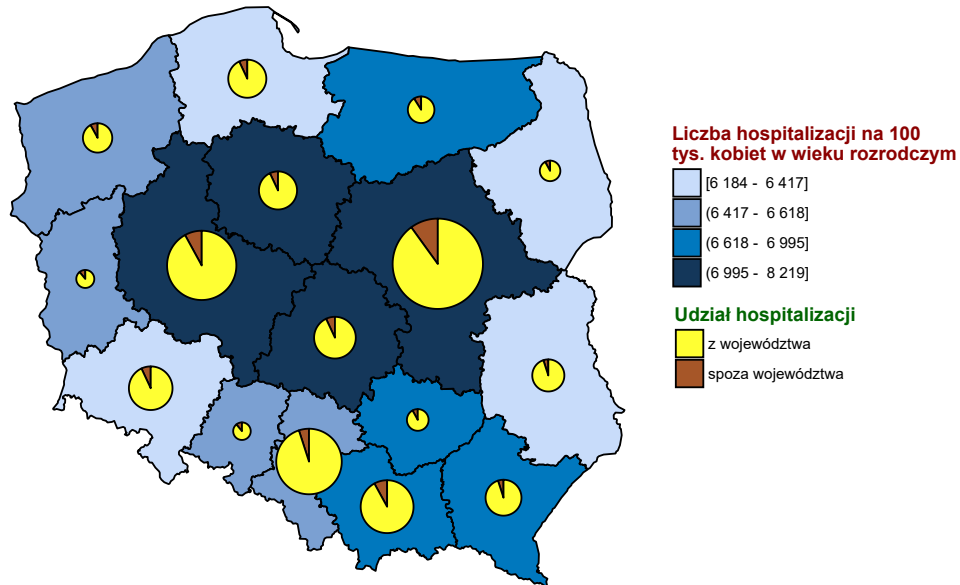 Liczba hospitalizacji na 100
tys. kobiet w wieku rozrodczym
[6 184 - 6 417]
(6 417 - 6 618]
(6 618 - 6 995]
(6 995 - 8 219]
Udział hospitalizacji
z województwa
spoza województwa